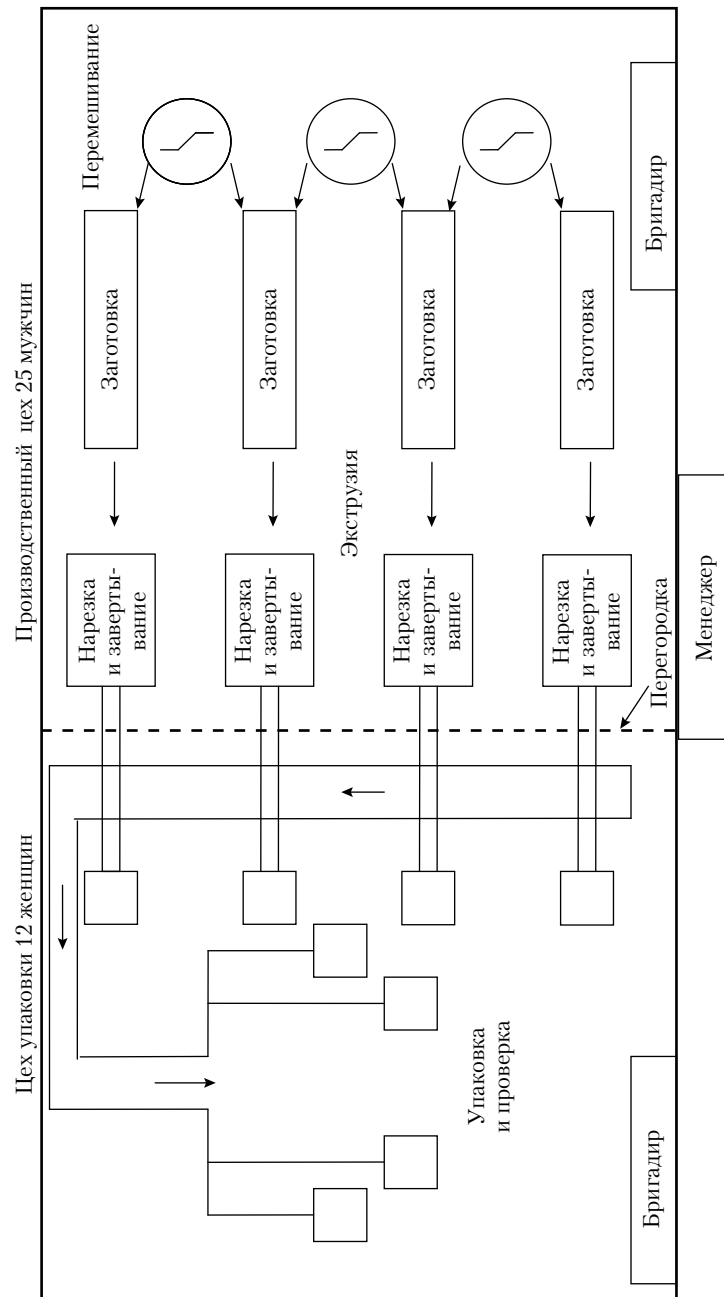 Цех упаковки 12 женщин
Производственный цех 25 мужчин
Перемешивание
Заготовка
Заготовка
Заготовка
Заготовка
Экструзия
Нарезка
и заверты-
вание
Нарезка
и заверты-
вание
Нарезка
и заверты-
вание
Нарезка
и заверты-
вание
Перегородка
Упаковка
и проверка
Бригадир
Бригадир
Менеджер